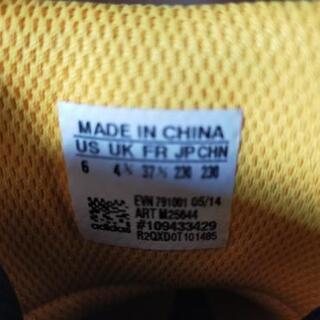 MADE IN CHINA
US UK FR JP CHN
6 4½ 37⅓ 230 230
EVN 791001 05/14
ART M25644
#109433429
adidas R2QXD0T101485